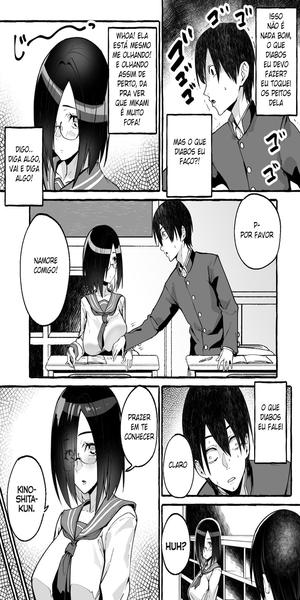 ISSO
NÃO É
NADA BOM,
O QUE
DIABOS
EU DEVO
FAZER?
EU TOQUEI
OS PEITOS
DELA
WHOA! ELA
ESTÁ MESMO
ME OLHANDO!
E OLHANDO
ASSIM DE
PERTO, DA
PRA VER
QUE MIKAMI
É MUITO
FOFA!
DIGO...
DIGA ALGO,
VAI E DIGA
ALGO!
MAS O QUE
DIABOS EU
FAÇO?!
P-
POR FAVOR
NAMORE
COMIGO!
O QUE
DIABOS
EU FALEI
CLARO
PRAZER
EM TE
CONHECER
KINO-
SHITA-
KUN.
HUH?